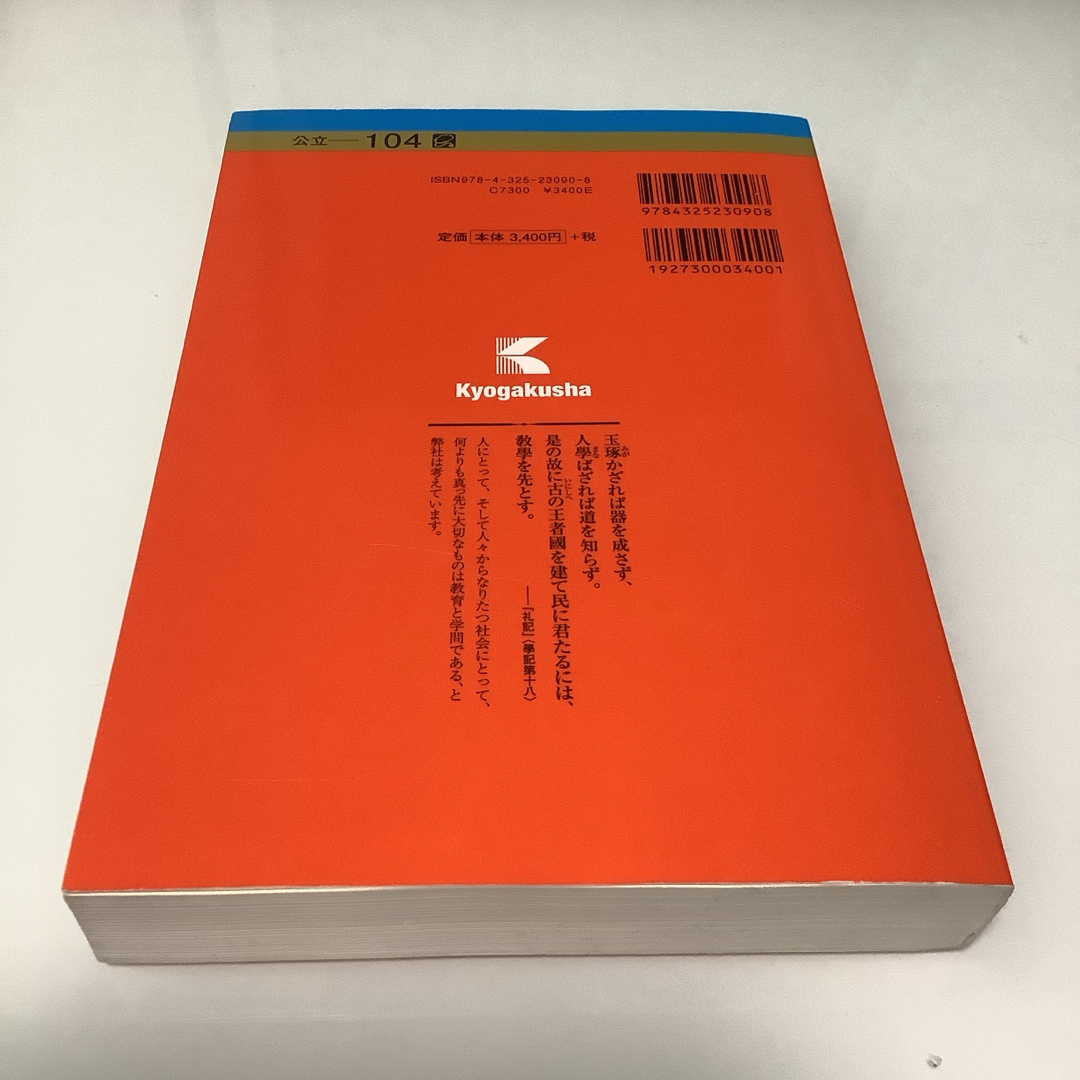 公立―104
ISBN978-4-325-23090-8
C7300 ¥3400E
定価 本体 3,400円 +税
9784325230908
1927300034001
Kyogakusha
玉琢かざれば器を成さず、
人學ばざれば道を知らず。
是の故に古の王者國を建て民に君たるには、
教學を先とす。
―『礼記』〈學記第十八〉
人にとって、そして人々からなりたつ社会にとって、
何よりも真っ先に大切なものは教育と学問である、と
弊社は考えています。